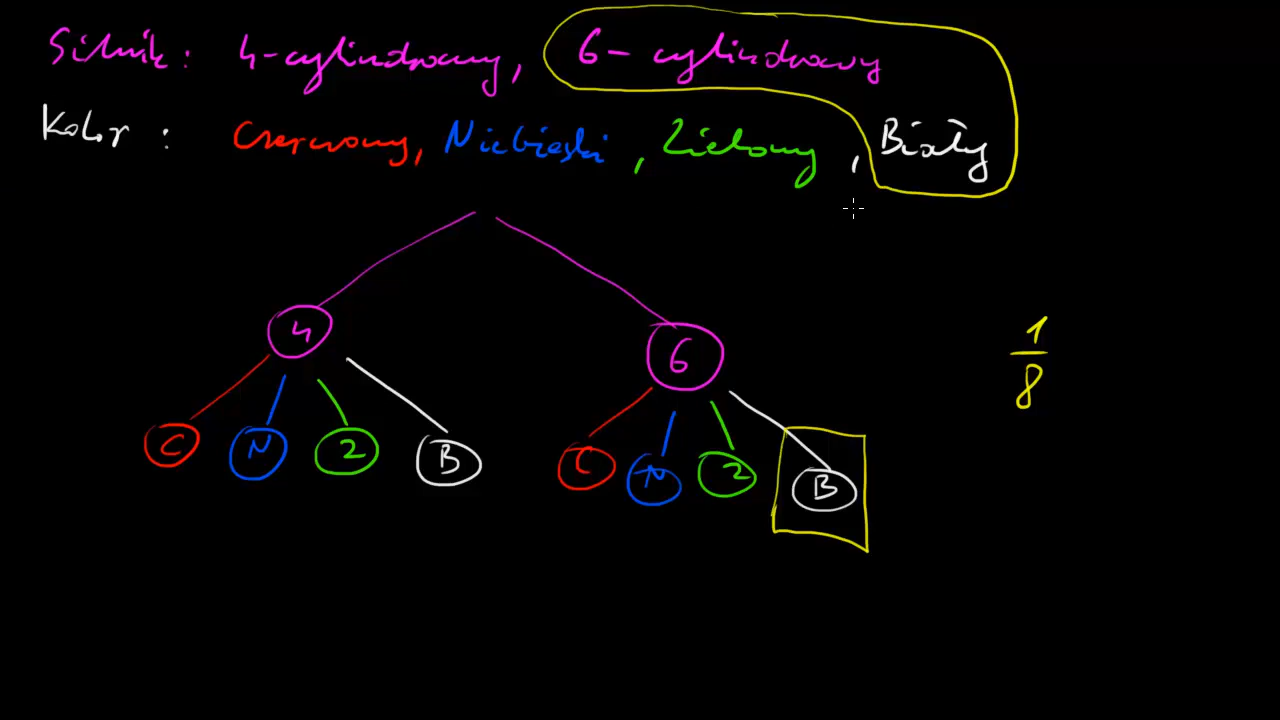 Silnik: 4-cylindrowy, 6-cylindrowy
Kolor: Czerwony, Niebieski, Zielony, Biały
4 6
C N Z B C N Z B
1
8